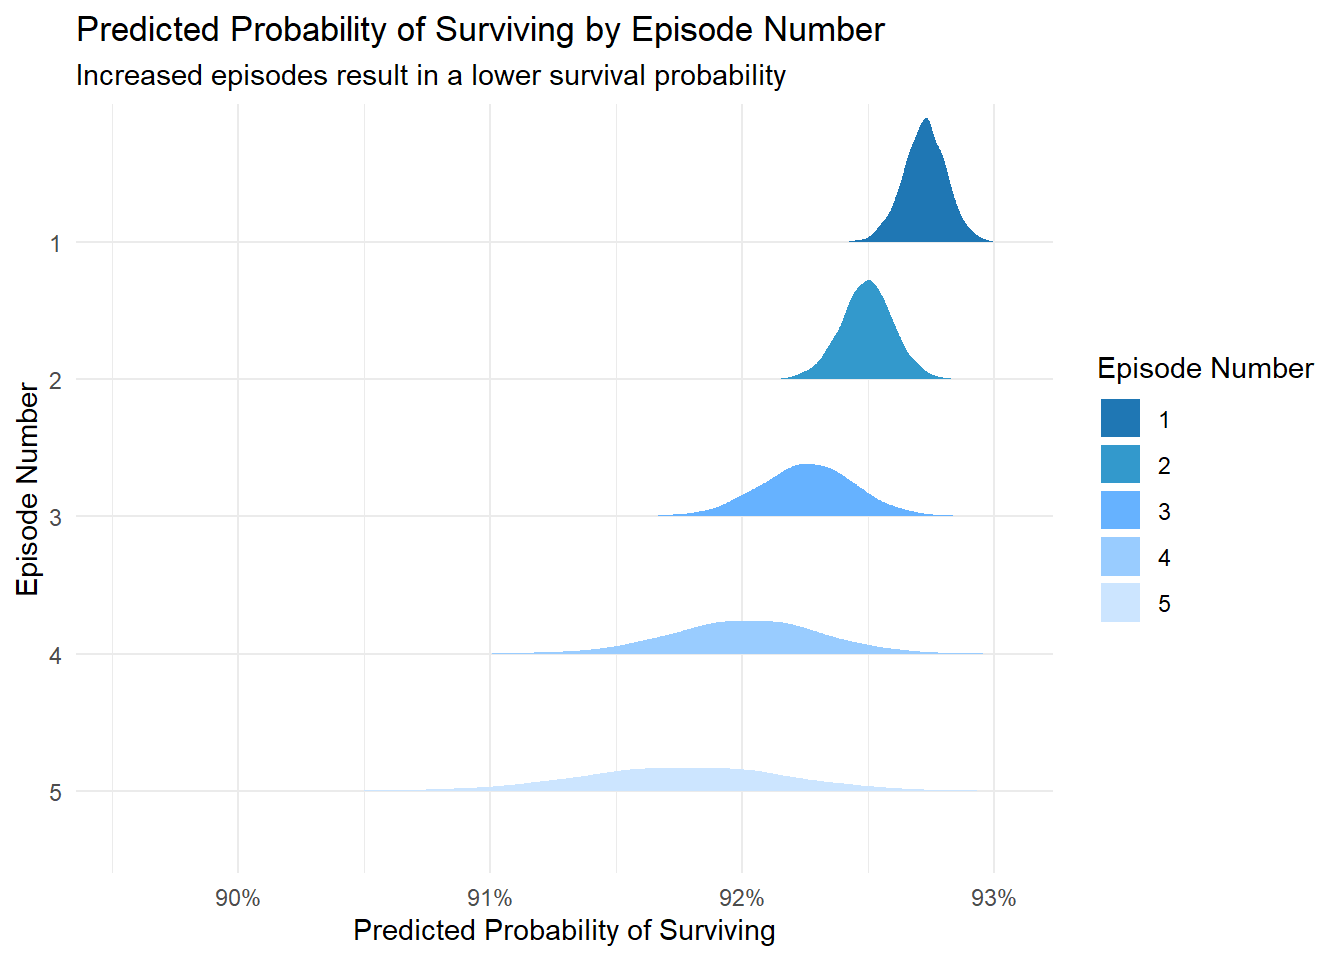 Predicted Probability of Surviving by Episode Number
Increased episodes result in a lower survival probability
Episode Number
1
2
3
4
5
90%
91%
92%
93%
Predicted Probability of Surviving
Episode Number
1
2
3
4
5